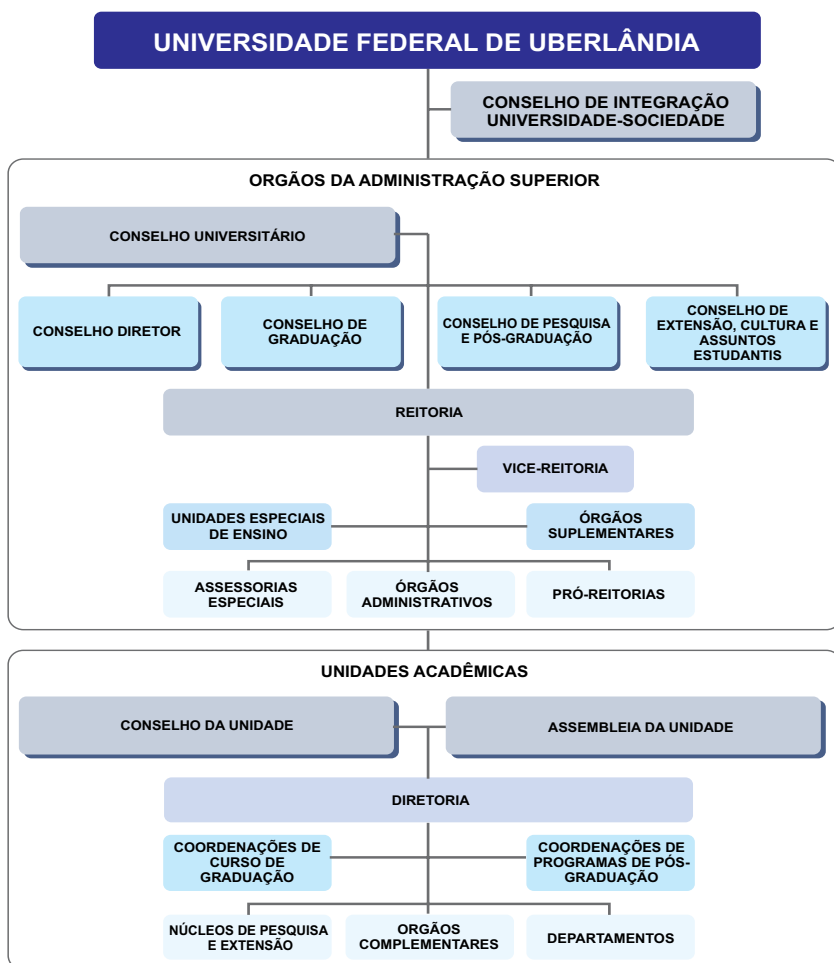 UNIVERSIDADE FEDERAL DE UBERLÂNDIA
CONSELHO DE INTEGRAÇÃO
UNIVERSIDADE-SOCIEDADE
ORGÃOS DA ADMINISTRAÇÃO SUPERIOR
CONSELHO UNIVERSITÁRIO
CONSELHO DIRETOR
CONSELHO DE
GRADUAÇÃO
CONSELHO DE PESQUISA
E PÓS-GRADUAÇÃO
CONSELHO DE
EXTENSÃO, CULTURA E
ASSUNTOS
ESTUDANTIS
REITORIA
VICE-REITORIA
UNIDADES ESPECIAIS
DE ENSINO
ÓRGÃOS
SUPLEMENTARES
ASSESSORIAS
ESPECIAIS
ÓRGÃOS
ADMINISTRATIVOS
PRÓ-REITORIAS
UNIDADES ACADÊMICAS
CONSELHO DA UNIDADE
ASSEMBLEIA DA UNIDADE
DIRETORIA
COORDENAÇÕES DE
CURSO DE
GRADUAÇÃO
COORDENAÇÕES DE
PROGRAMAS DE PÓS-
GRADUAÇÃO
NÚCLEOS DE PESQUISA
E EXTENSÃO
ORGÃOS
COMPLEMENTARES
DEPARTAMENTOS